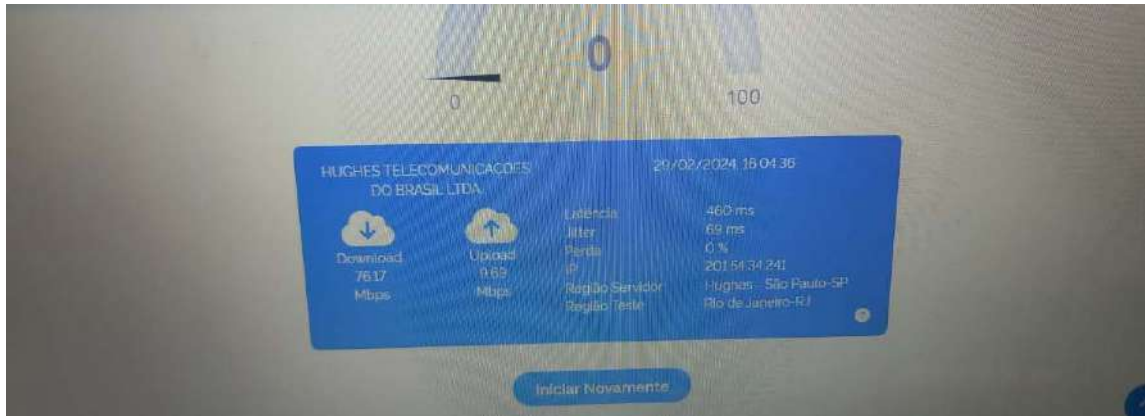 0
0
100
HUGHES TELECOMUNICACOES
DO BRASIL LTDA.
29/02/2024, 16:04:36
Download
76.17
Mbps
Upload
9.69
Mbps
Latência 460 ms
Jitter 69 ms
Perda 0 %
IP 201.54.34.241
Região Servidor Hughes - São Paulo-SP
Região Teste Rio de Janeiro-RJ
?
Iniciar Novamente